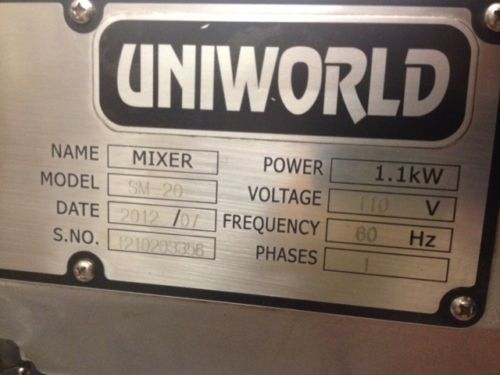 UNIWORLD
NAME MIXER
MODEL SM-20
DATE 2012 /07
S.NO. 1210203356
POWER 1.1kW
VOLTAGE 110 V
FREQUENCY 60 Hz
PHASES 1